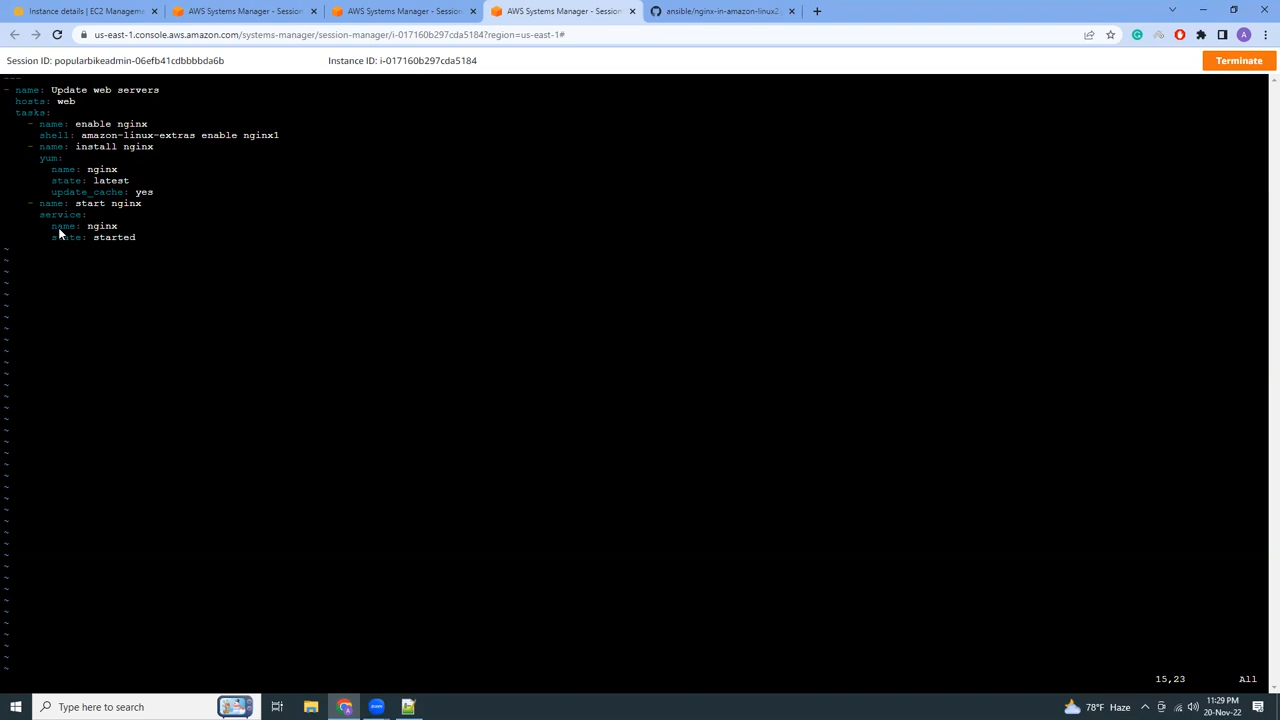 Instance details | EC2 Manageme
AWS Systems Manager - Session
AWS Systems Manager - Session
AWS Systems Manager - Session
ansible/nginx-in-amazon-linux2
us-east-1.console.aws.amazon.com/systems-manager/session-manager/i-017160b297cda5184?region=us-east-1#
A
Session ID: popularbikeadmin-06efb41cdbbbbda6b
Instance ID: i-017160b297cda5184
Terminate
---
- name: Update web servers
hosts: web
tasks:
- name: enable nginx
shell: amazon-linux-extras enable nginx1
- name: install nginx
yum:
name: nginx
state: latest
update_cache: yes
- name: start nginx
service:
name: nginx
state: started
15,23
All
Type here to search
zoom
78°F Haze
11:29 PM
20-Nov-22